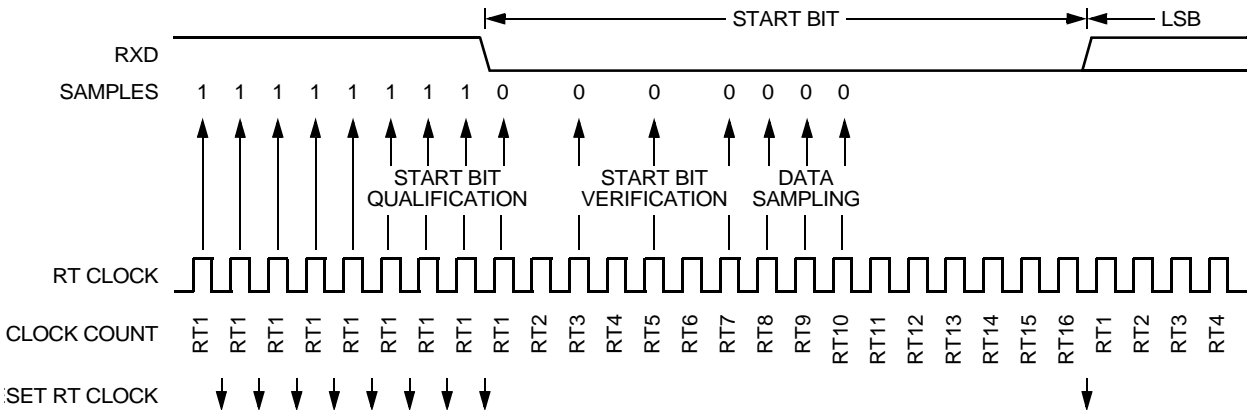 START BIT LSB
RXD
SAMPLES 1 1 1 1 1 1 1 1 0 0 0 0 0 0 0
START BIT QUALIFICATION
START BIT VERIFICATION
DATA SAMPLING
RT CLOCK
CLOCK COUNT RT1 RT1 RT1 RT1 RT1 RT1 RT1 RT1 RT1 RT2 RT3 RT4 RT5 RT6 RT7 RT8 RT9 RT10 RT11 RT12 RT13 RT14 RT15 RT16 RT1 RT2 RT3 RT4
SET RT CLOCK